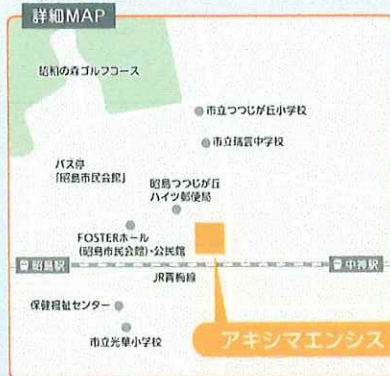 詳細MAP
昭和の森ゴルフコース
市立つつじが丘小学校
市立瑞雲中学校
バス停
「昭島市民会館」
昭島つつじが丘
ハイツ郵便局
FOSTERホール
(昭島市民会館)・公民館
昭島駅
中神駅
JR青梅線
保健福祉センター
市立光華小学校
アキシマエンシス